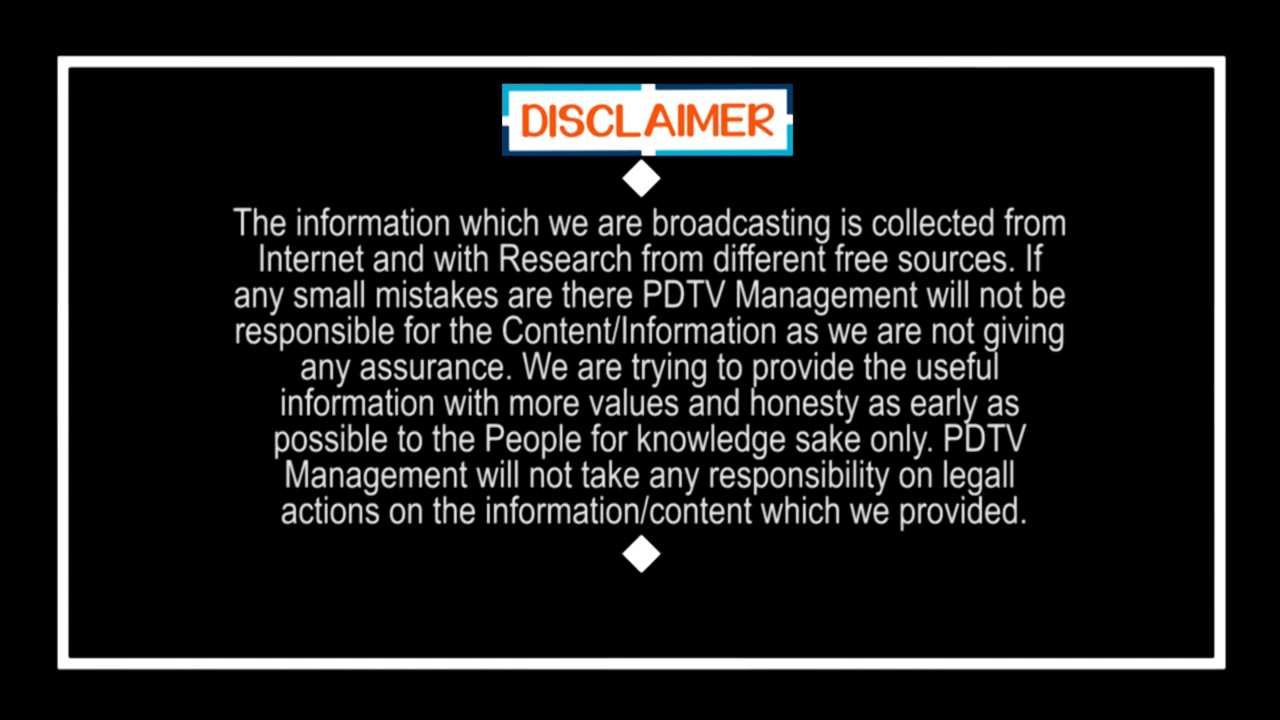 DISCLAIMER
The information which we are broadcasting is collected from
Internet and with Research from different free sources. If
any small mistakes are there PDTV Management will not be
responsible for the Content/Information as we are not giving
any assurance. We are trying to provide the useful
information with more values and honesty as early as
possible to the People for knowledge sake only. PDTV
Management will not take any responsibility on legall
actions on the information/content which we provided.